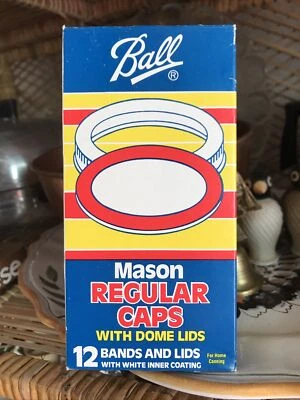 Ball
®
Mason
REGULAR
CAPS
WITH DOME LIDS
12 BANDS AND LIDS
WITH WHITE INNER COATING
For Home
Canning